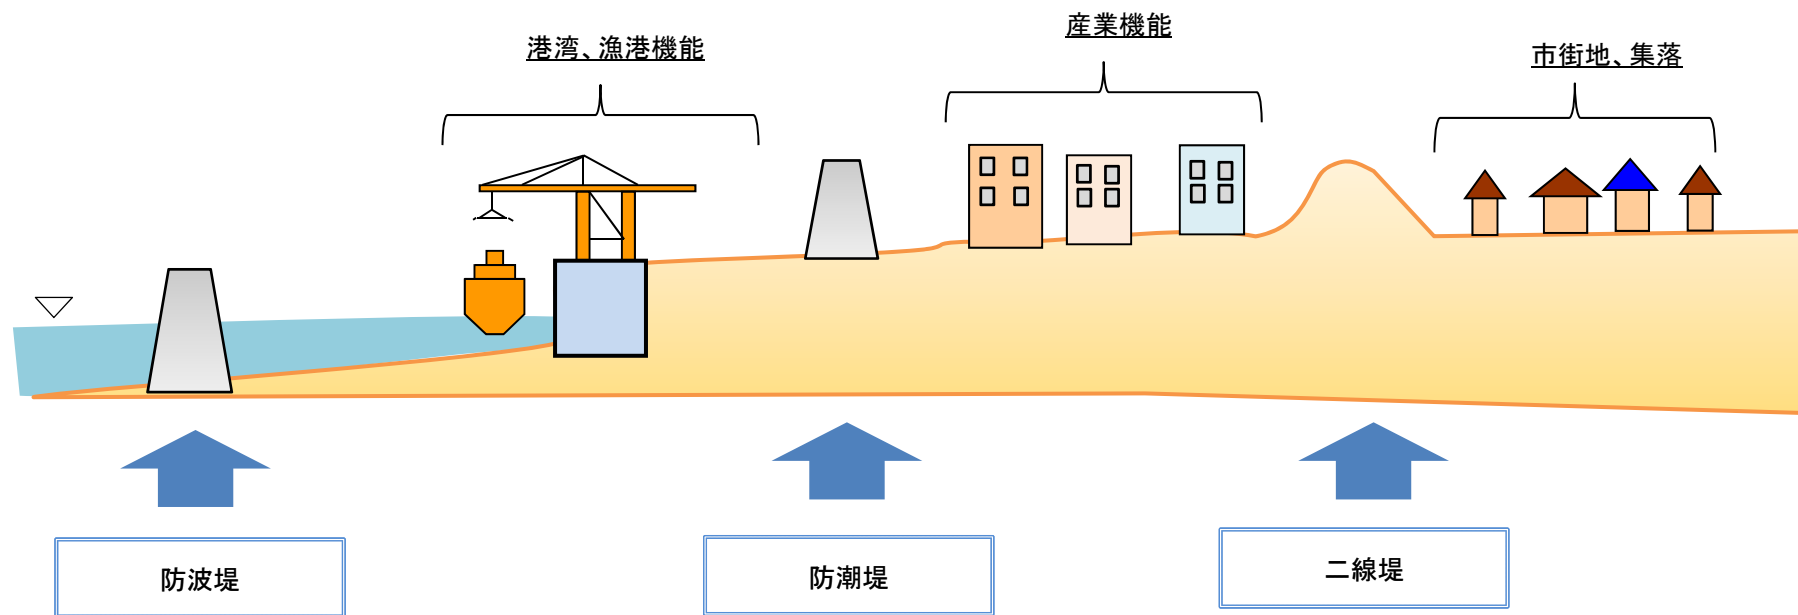 港湾、漁港機能
産業機能
市街地、集落
防波堤
防潮堤
二線堤